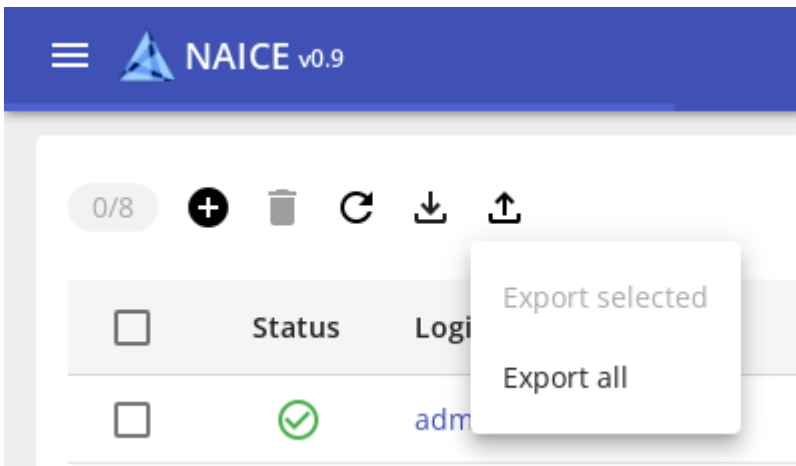 NAICE v0.9
0/8
Export selected
Status Logi
Export all
adm